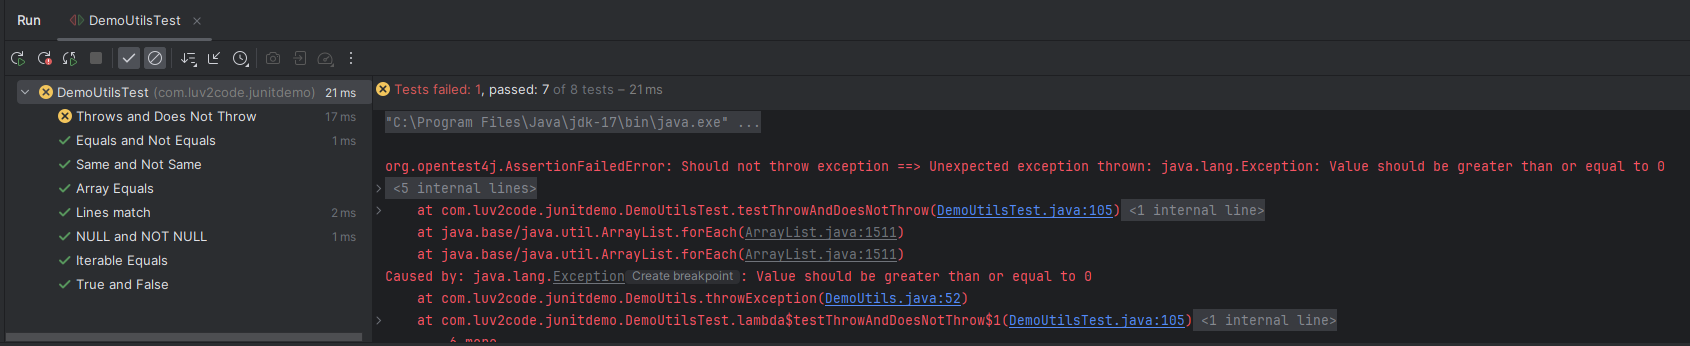 Run DemoUtilsTest
DemoUtilsTest (com.luv2code.junitdemo) 21 ms
Throws and Does Not Throw 17 ms
Equals and Not Equals 1 ms
Same and Not Same
Array Equals
Lines match 2 ms
NULL and NOT NULL 1 ms
Iterable Equals
True and False
Tests failed: 1, passed: 7 of 8 tests – 21 ms
"C:\Program Files\Java\jdk-17\bin\java.exe" ...
org.opentest4j.AssertionFailedError: Should not throw exception ==> Unexpected exception thrown: java.lang.Exception: Value should be greater than or equal to 0
<5 internal lines>
at com.luv2code.junitdemo.DemoUtilsTest.testThrowAndDoesNotThrow(DemoUtilsTest.java:105) <1 internal line>
at java.base/java.util.ArrayList.forEach(ArrayList.java:1511)
at java.base/java.util.ArrayList.forEach(ArrayList.java:1511)
Caused by: java.lang.Exception Create breakpoint : Value should be greater than or equal to 0
at com.luv2code.junitdemo.DemoUtils.throwException(DemoUtils.java:52)
at com.luv2code.junitdemo.DemoUtilsTest.lambda$testThrowAndDoesNotThrow$1(DemoUtilsTest.java:105) <1 internal line>